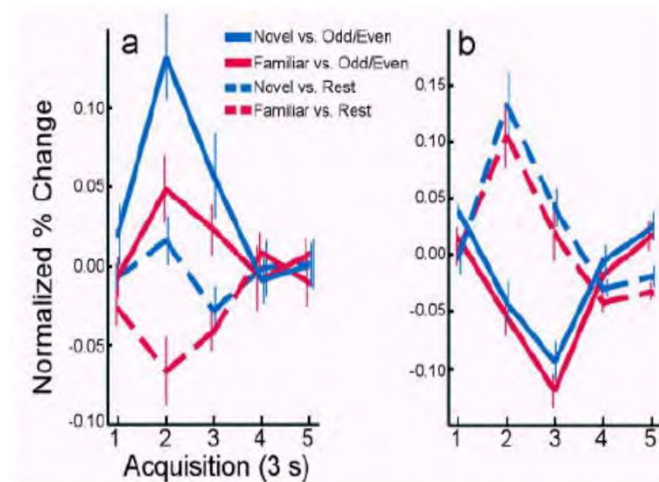 a
Novel vs. Odd/Even
Familiar vs. Odd/Even
Novel vs. Rest
Familiar vs. Rest
b
Normalized % Change
0.10
0.05
0.00
-0.05
-0.10
1 2 3 4 5
Acquisition (3 s)
0.15
0.10
0.05
0.00
-0.05
-0.10
1 2 3 4 5